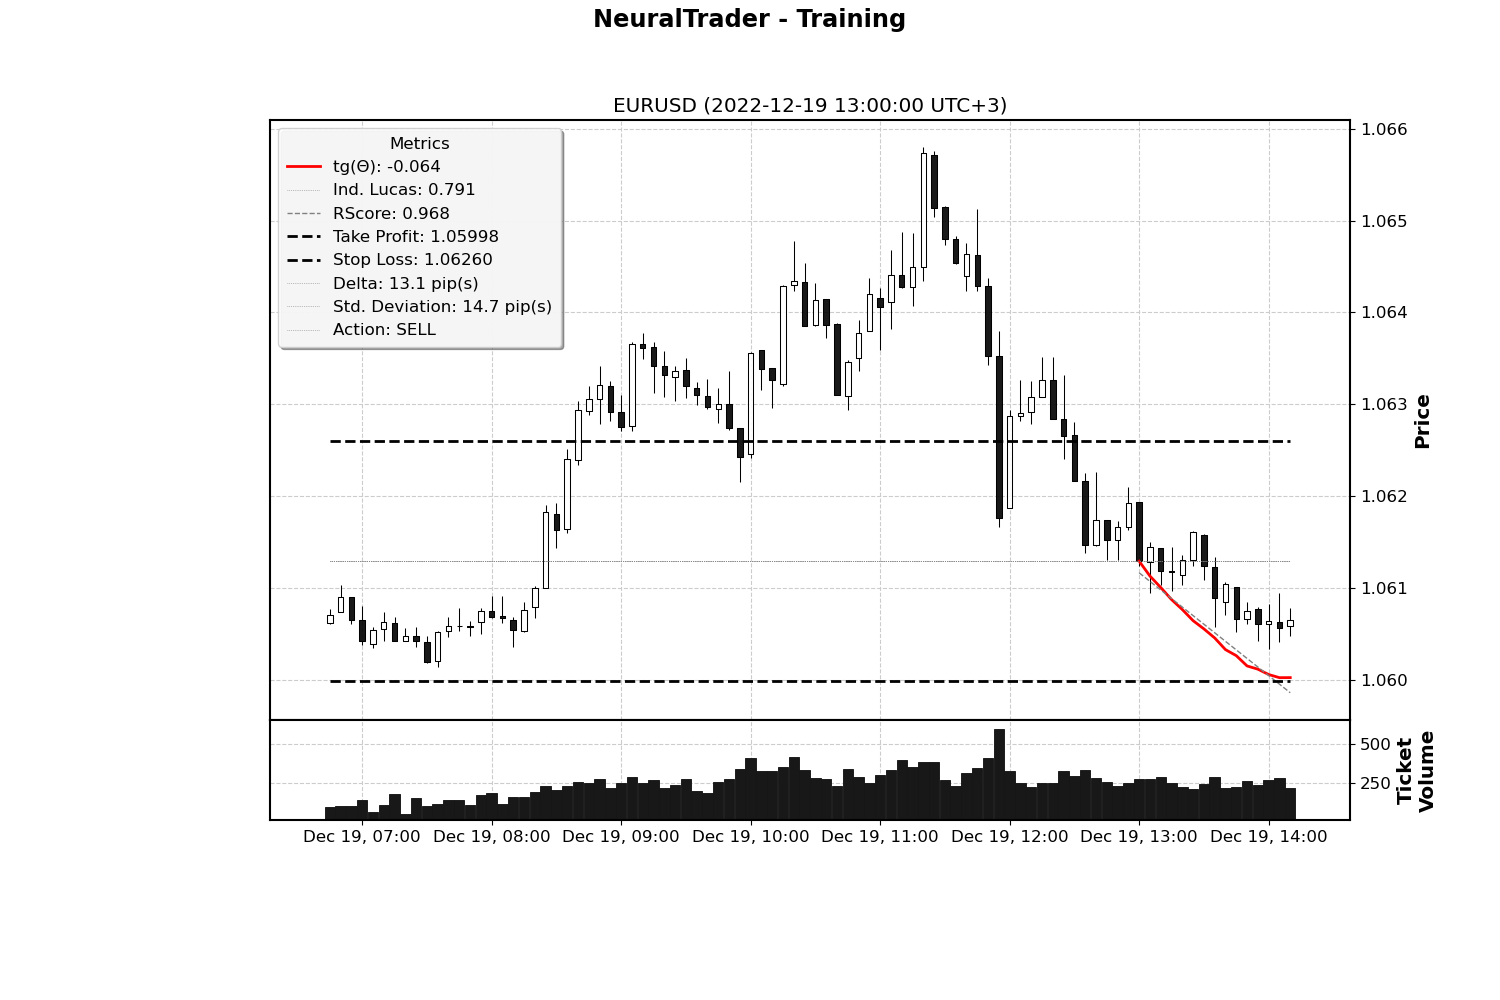 NeuralTrader - Training
EURUSD (2022-12-19 13:00:00 UTC+3)
Metrics
tg(Θ): -0.064
Ind. Lucas: 0.791
RScore: 0.968
Take Profit: 1.05998
Stop Loss: 1.06260
Delta: 13.1 pip(s)
Std. Deviation: 14.7 pip(s)
Action: SELL
1.066
1.065
1.064
1.063
1.062
1.061
1.060
Price
500
250
Ticket
Volume
Dec 19, 07:00
Dec 19, 08:00
Dec 19, 09:00
Dec 19, 10:00
Dec 19, 11:00
Dec 19, 12:00
Dec 19, 13:00
Dec 19, 14:00